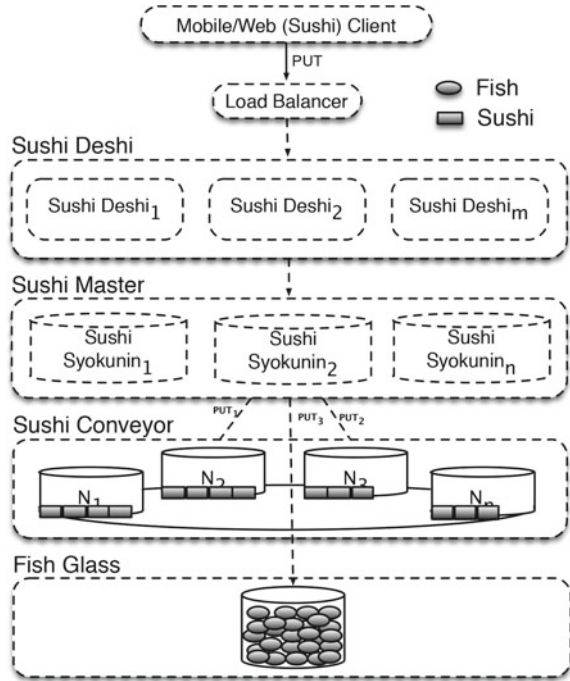 Mobile/Web (Sushi) Client
PUT
Load Balancer
Fish
Sushi
Sushi Deshi
Sushi Deshi1
Sushi Deshi2
Sushi Deshim
Sushi Master
Sushi
Syokunin1
Sushi
Syokunin2
Sushi
Syokuninn
PUT1
PUT3
PUT2
Sushi Conveyor
N1
N2
N3
Nn
Fish Glass